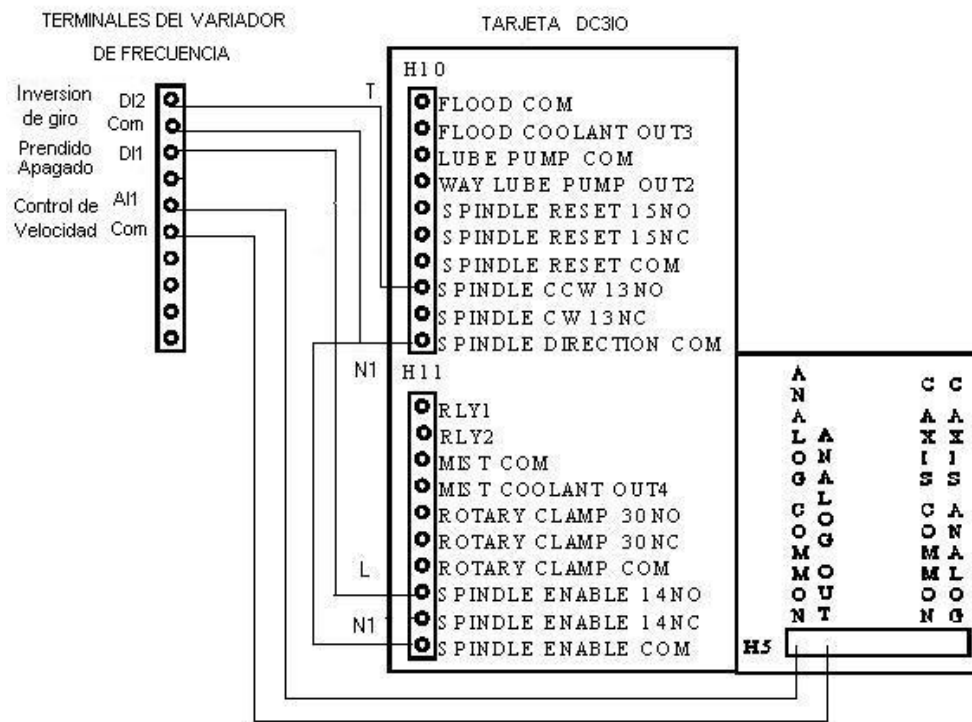 TERMINALES DEL VARIADOR
DE FRECUENCIA
TARJETA DC3IO
Inversion
de giro
DI2
Com
Prendido
Apagado
DI1
Control de
Velocidad
AI1
Com
T
N1
L
N1
H10
FLOOD COM
FLOOD COOLANT OUT3
LUBE PUMP COM
WAY LUBE PUMP OUT2
SPINDLE RESET 15NO
SPINDLE RESET 15NC
SPINDLE RESET COM
SPINDLE CCW 13NO
SPINDLE CW 13NC
SPINDLE DIRECTION COM
H11
RLY1
RLY2
MIST COM
MIST COOLANT OUT4
ROTARY CLAMP 30NO
ROTARY CLAMP 30NC
ROTARY CLAMP COM
SPINDLE ENABLE 14NO
SPINDLE ENABLE 14NC
SPINDLE ENABLE COM
ANALOG COMMON
ANALOG OUT
C AXIS COMMON
C AXIS ANALOG
H5